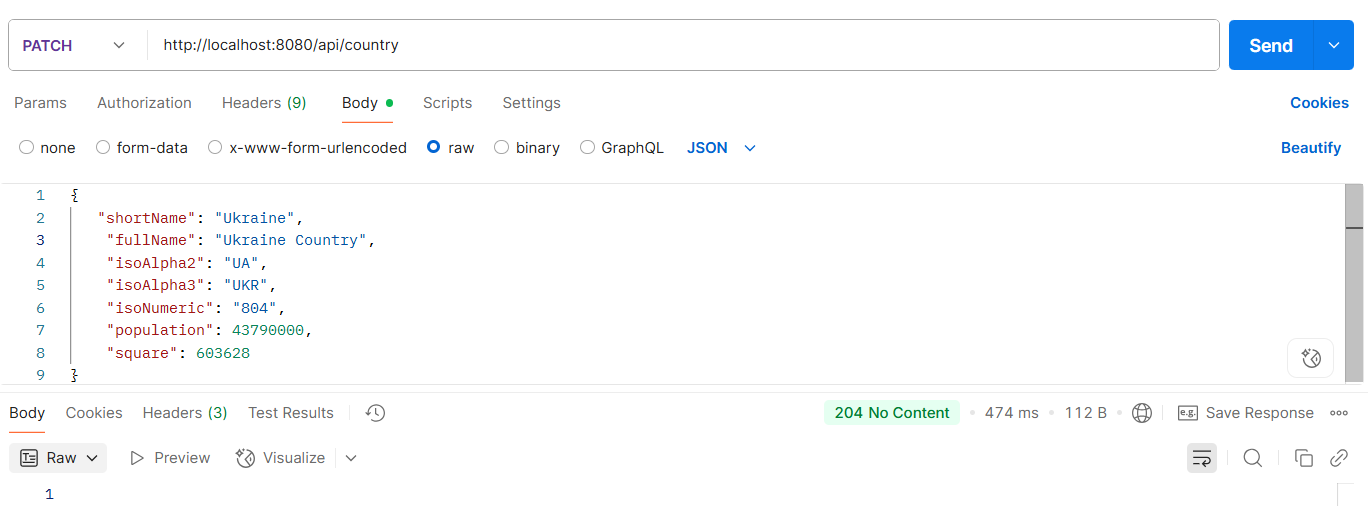 PATCH http://localhost:8080/api/country Send
Params Authorization Headers (9) Body Scripts Settings Cookies
none form-data x-www-form-urlencoded raw binary GraphQL JSON Beautify
1 {
2 "shortName": "Ukraine",
3 "fullName": "Ukraine Country",
4 "isoAlpha2": "UA",
5 "isoAlpha3": "UKR",
6 "isoNumeric": "804",
7 "population": 43790000,
8 "square": 603628
9 }
Body Cookies Headers (3) Test Results 204 No Content • 474 ms • 112 B • e.g. Save Response
Raw Preview Visualize
1